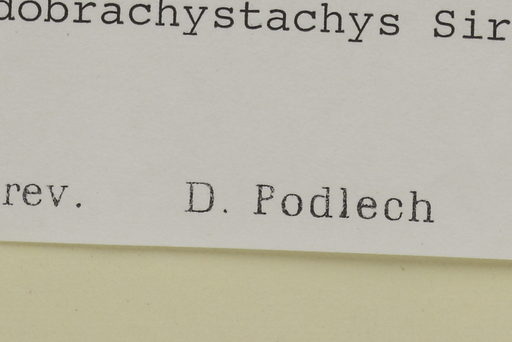 dobrachystachys Sir
rev. D. Podlech